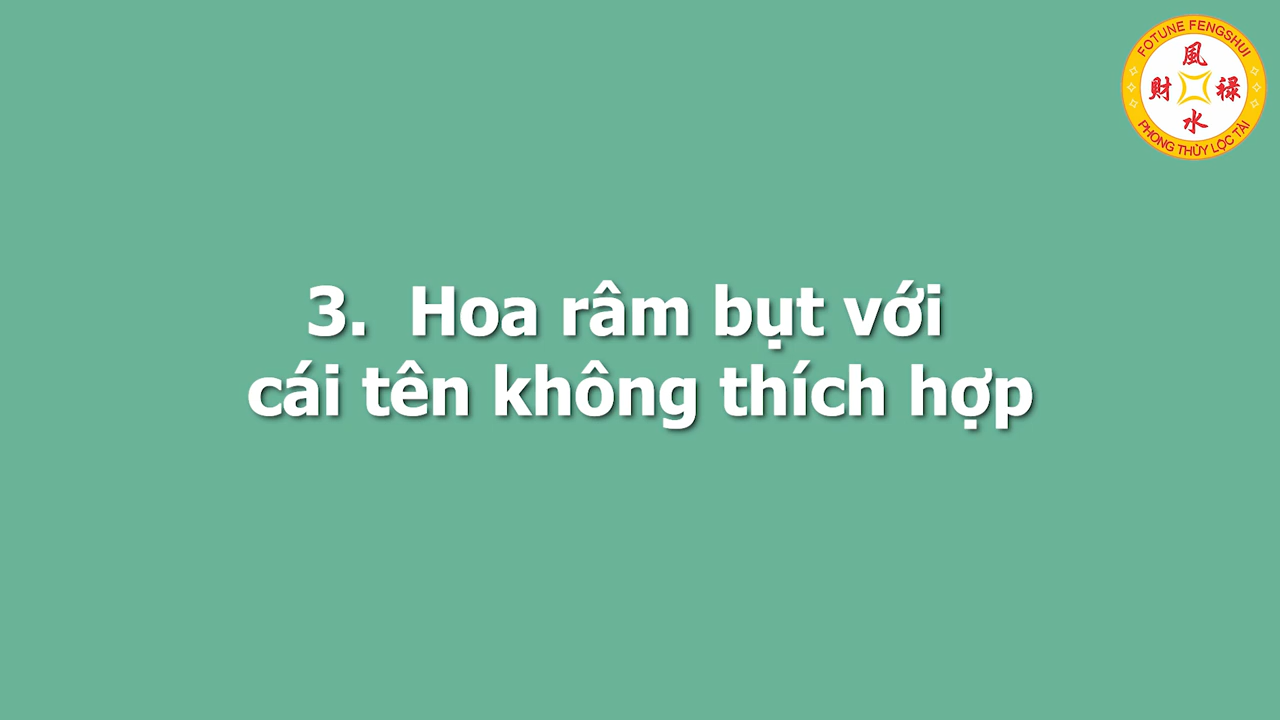 FOTUNE FENGSHUI
風
財 禄
水
PHONG THỦY LỘC TÀI
3. Hoa râm bụt với
cái tên không thích hợp